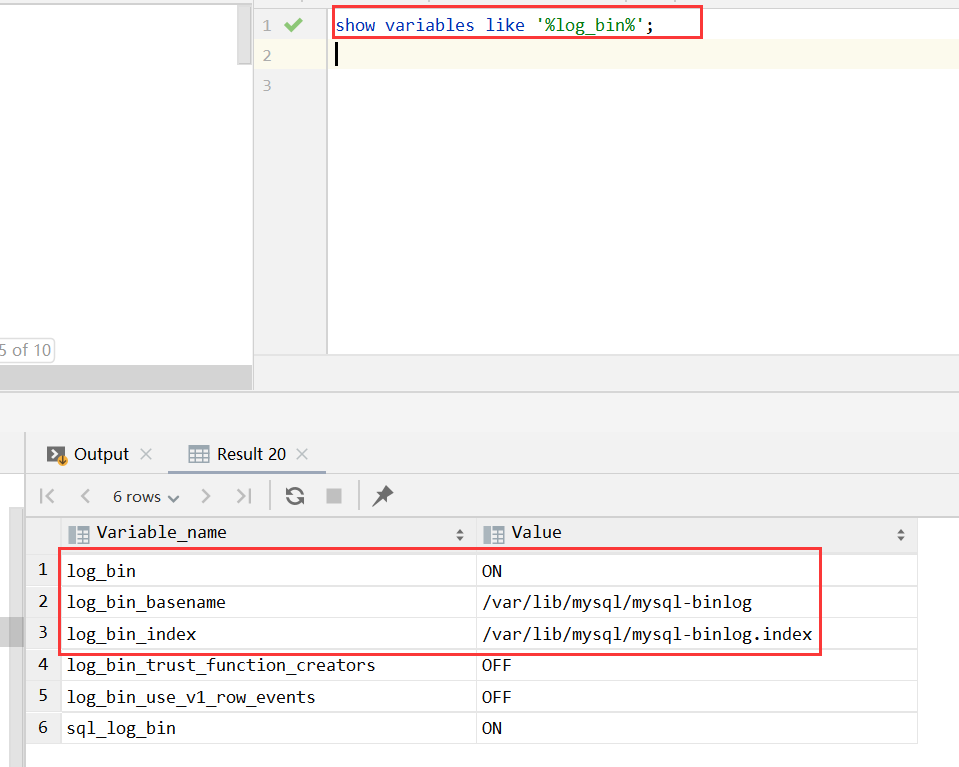 1 show variables like '%log_bin%';
2
3
5 of 10
Output Result 20
6 rows
Variable_name Value
1 log_bin ON
2 log_bin_basename /var/lib/mysql/mysql-binlog
3 log_bin_index /var/lib/mysql/mysql-binlog.index
4 log_bin_trust_function_creators OFF
5 log_bin_use_v1_row_events OFF
6 sql_log_bin ON